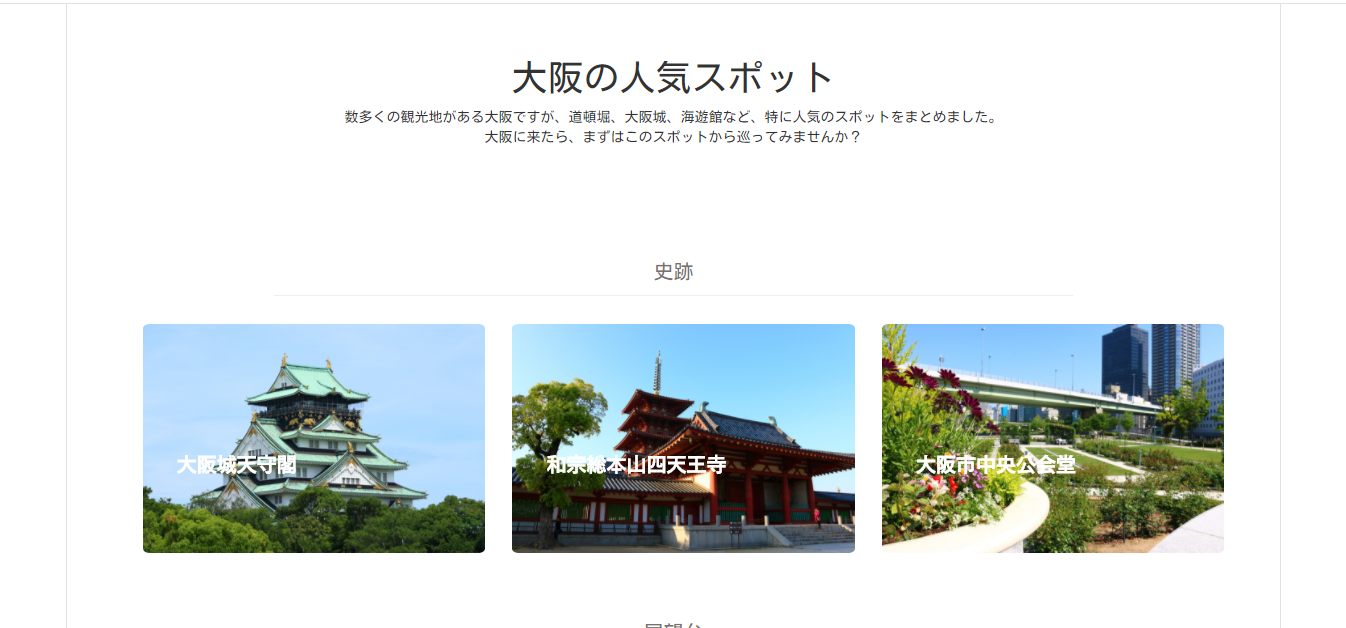 大阪の人気スポット
数多くの観光地がある大阪ですが、道頓堀、大阪城、海遊館など、特に人気のスポットをまとめました。
大阪に来たら、まずはこのスポットから巡ってみませんか？
史跡
大阪城天守閣
和宗総本山四天王寺
大阪市中央公会堂